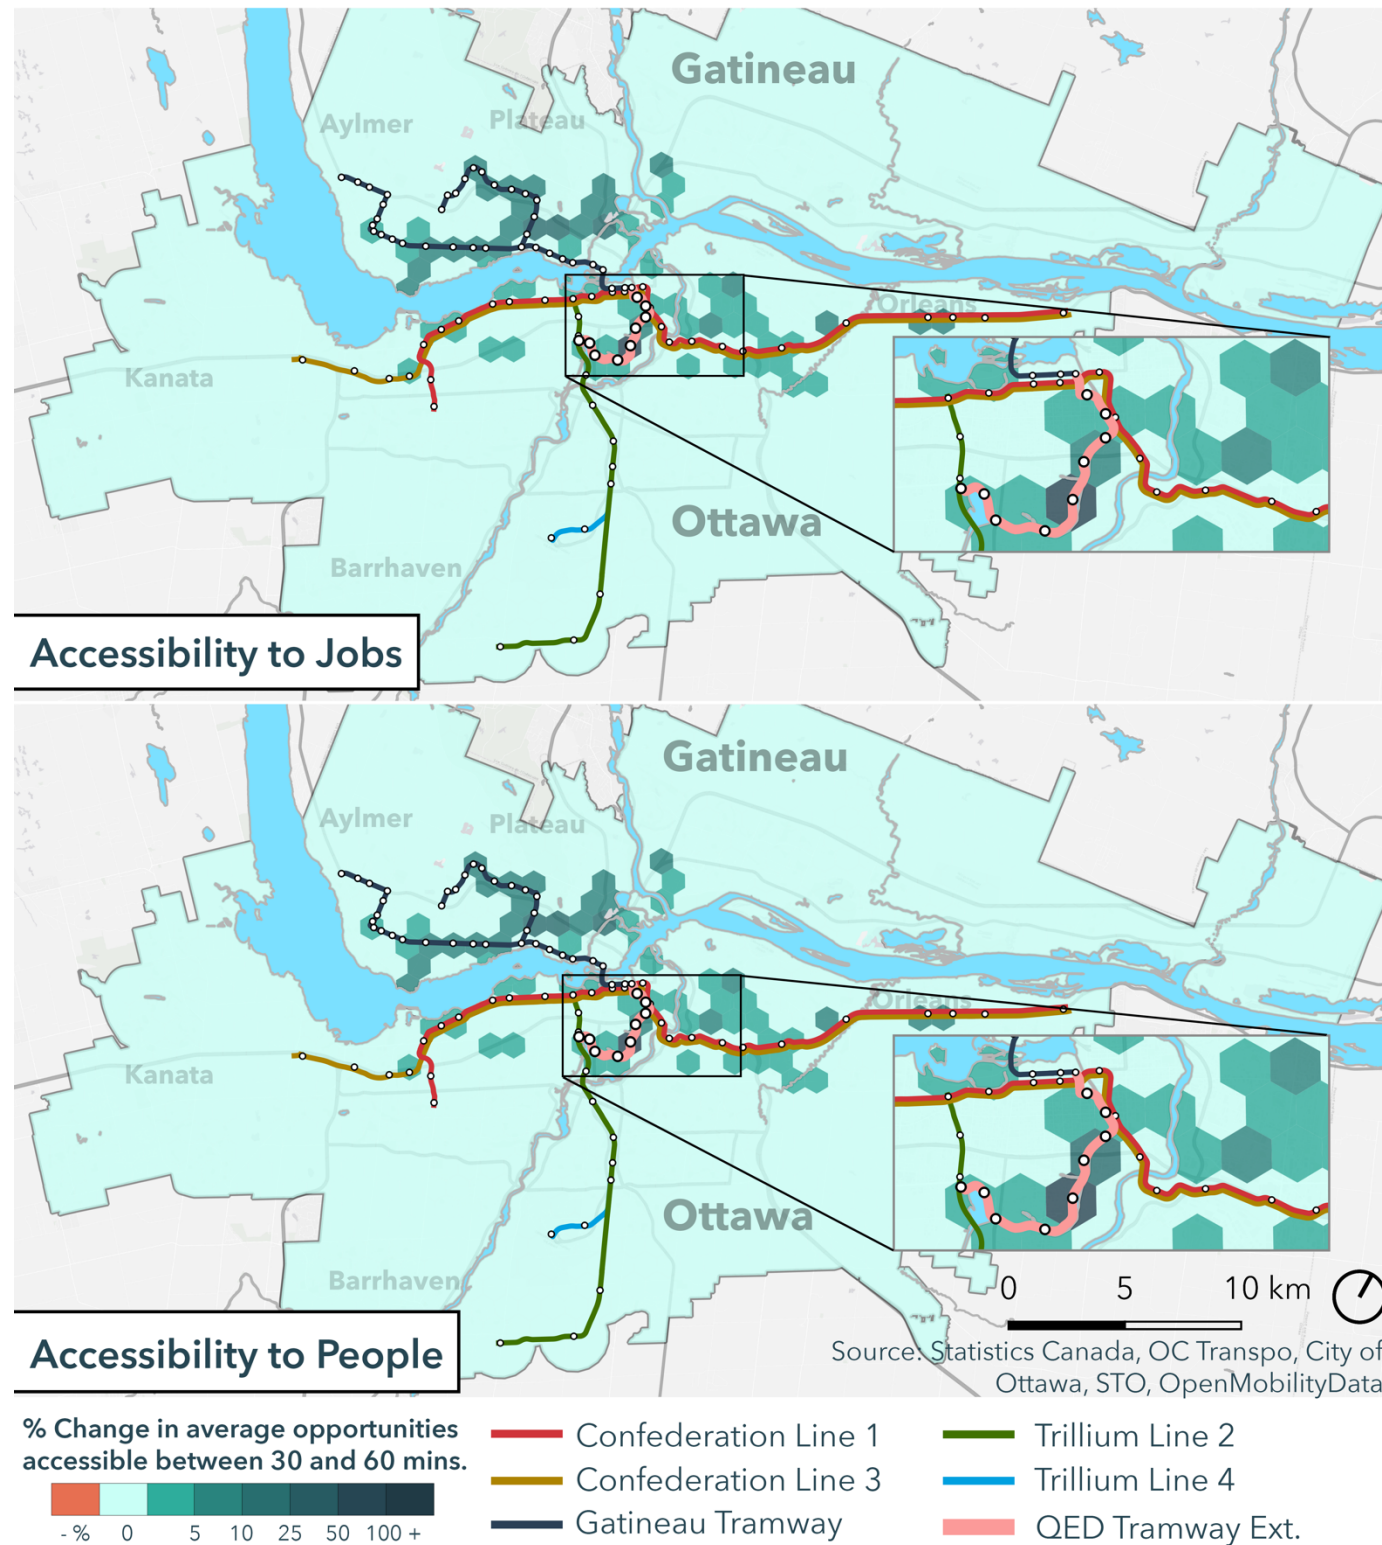 Gatineau
Aylmer
Plateau
Orleans
Kanata
Ottawa
Barrhaven
Accessibility to Jobs
Gatineau
Aylmer
Plateau
Orleans
Kanata
Ottawa
Barrhaven
0 5 10 km
Accessibility to People
Source: Statistics Canada, OC Transpo, City of
Ottawa, STO, OpenMobilityData
% Change in average opportunities
accessible between 30 and 60 mins.
- % 0 5 10 25 50 100 +
Confederation Line 1
Confederation Line 3
Gatineau Tramway
Trillium Line 2
Trillium Line 4
QED Tramway Ext.